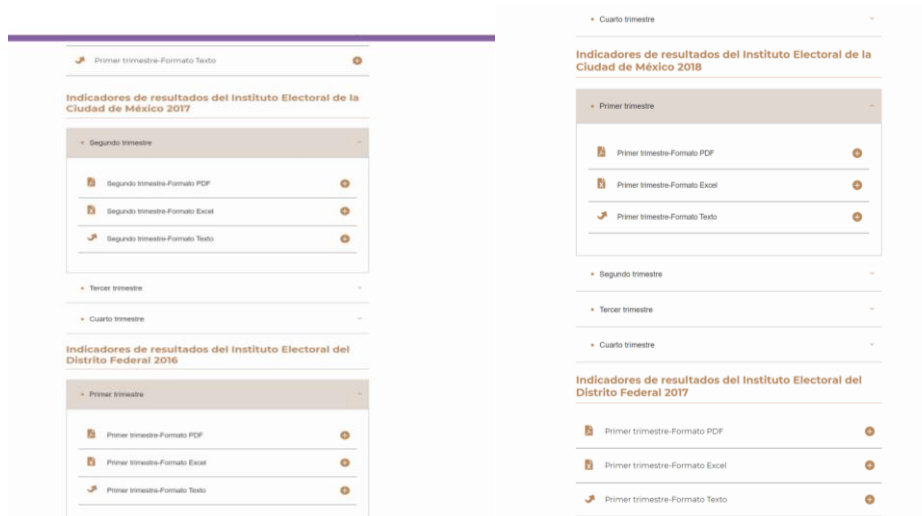 Primer trimestre-Formato Texto
Indicadores de resultados del Instituto Electoral de la
Ciudad de México 2017
Segundo trimestre
Segundo trimestre-Formato PDF
Segundo trimestre-Formato Excel
Segundo trimestre-Formato Texto
Tercer trimestre
Cuarto trimestre
Indicadores de resultados del Instituto Electoral del
Distrito Federal 2016
Primer trimestre
Primer trimestre-Formato PDF
Primer trimestre-Formato Excel
Primer trimestre-Formato Texto
Cuarto trimestre
Indicadores de resultados del Instituto Electoral de la
Ciudad de México 2018
Primer trimestre
Primer trimestre-Formato PDF
Primer trimestre-Formato Excel
Primer trimestre-Formato Texto
Segundo trimestre
Tercer trimestre
Cuarto trimestre
Indicadores de resultados del Instituto Electoral del
Distrito Federal 2017
Primer trimestre-Formato PDF
Primer trimestre-Formato Excel
Primer trimestre-Formato Texto